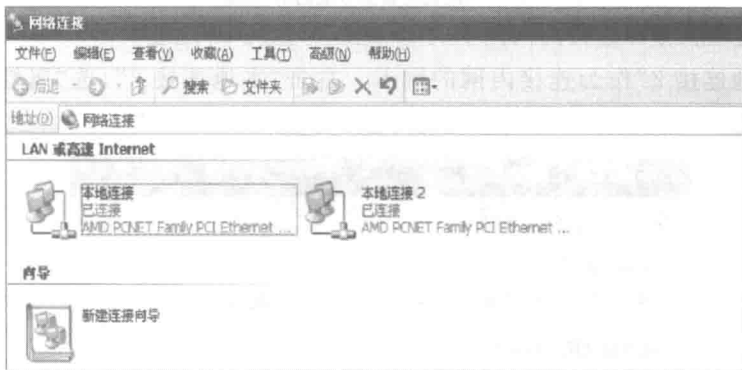 网络连接
文件(F) 编辑(E) 查看(V) 收藏(A) 工具(T) 高级(N) 帮助(H)
后退 搜索 文件夹
地址(D) 网络连接
LAN 或高速 Internet
本地连接
已连接
AMD PCNET Family PCI Ethernet ...
本地连接 2
已连接
AMD PCNET Family PCI Ethernet ...
向导
新建连接向导